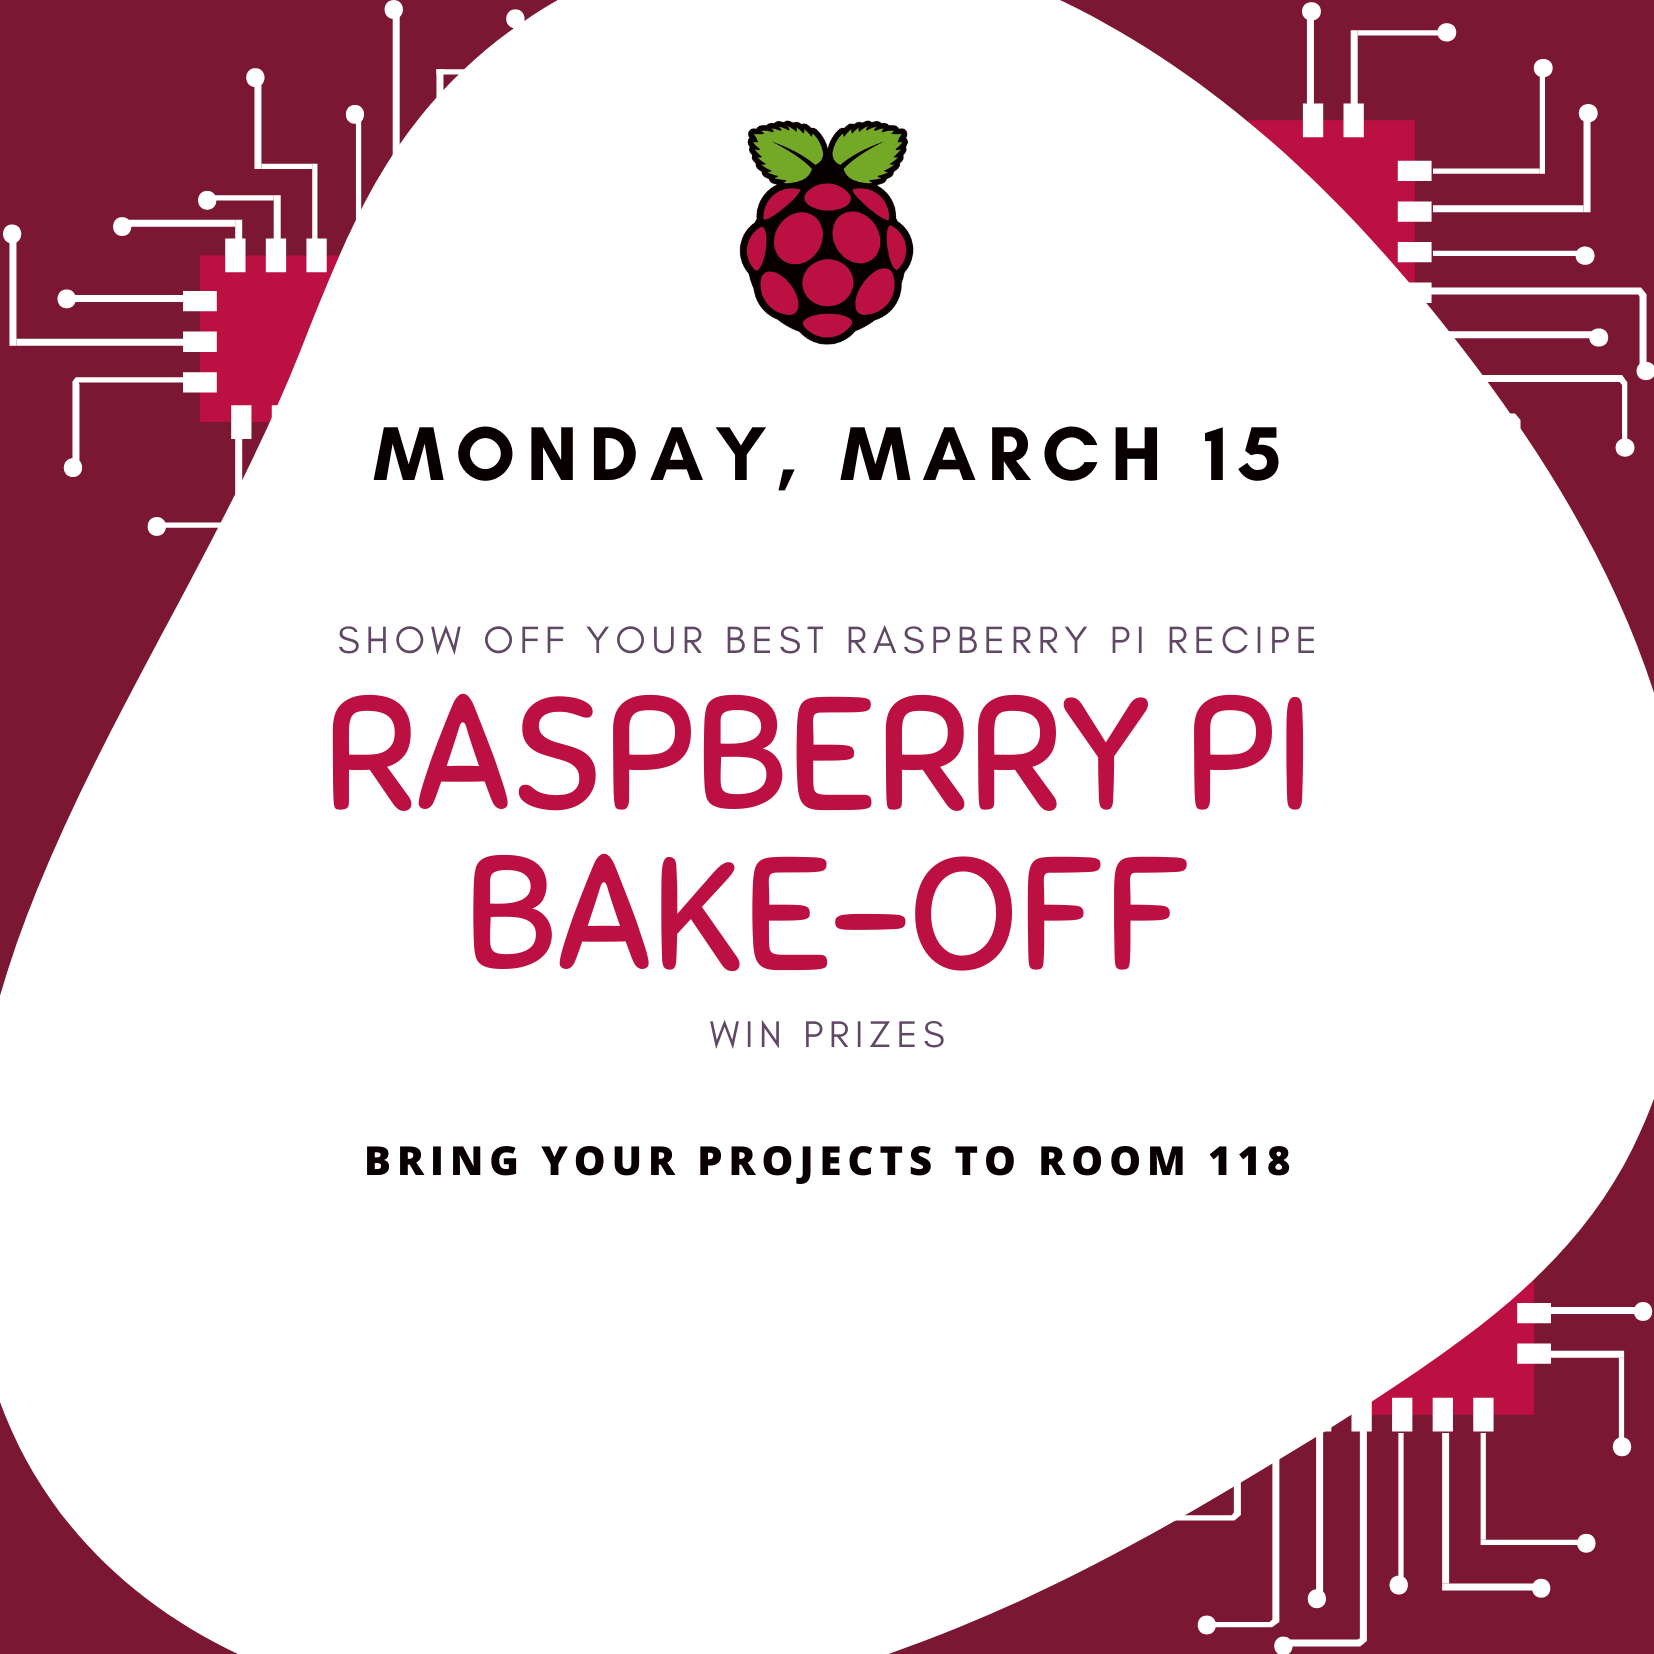 MONDAY, MARCH 15
SHOW OFF YOUR BEST RASPBERRY PI RECIPE
RASPBERRY PI
BAKE-OFF
WIN PRIZES
BRING YOUR PROJECTS TO ROOM 118